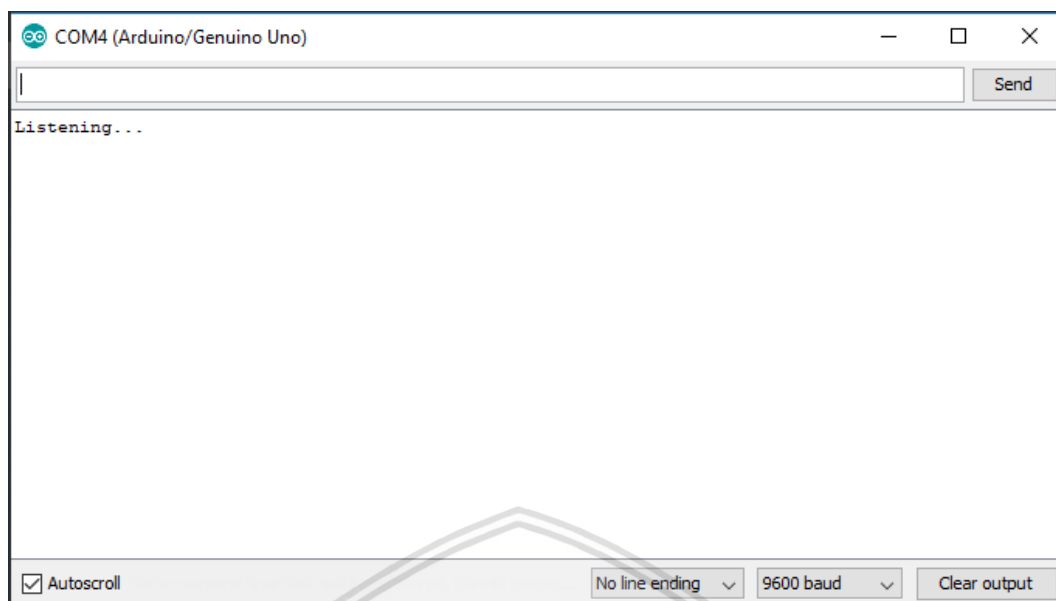 COM4 (Arduino/Genuino Uno)
Send
Listening...
Autoscroll No line ending 9600 baud Clear output